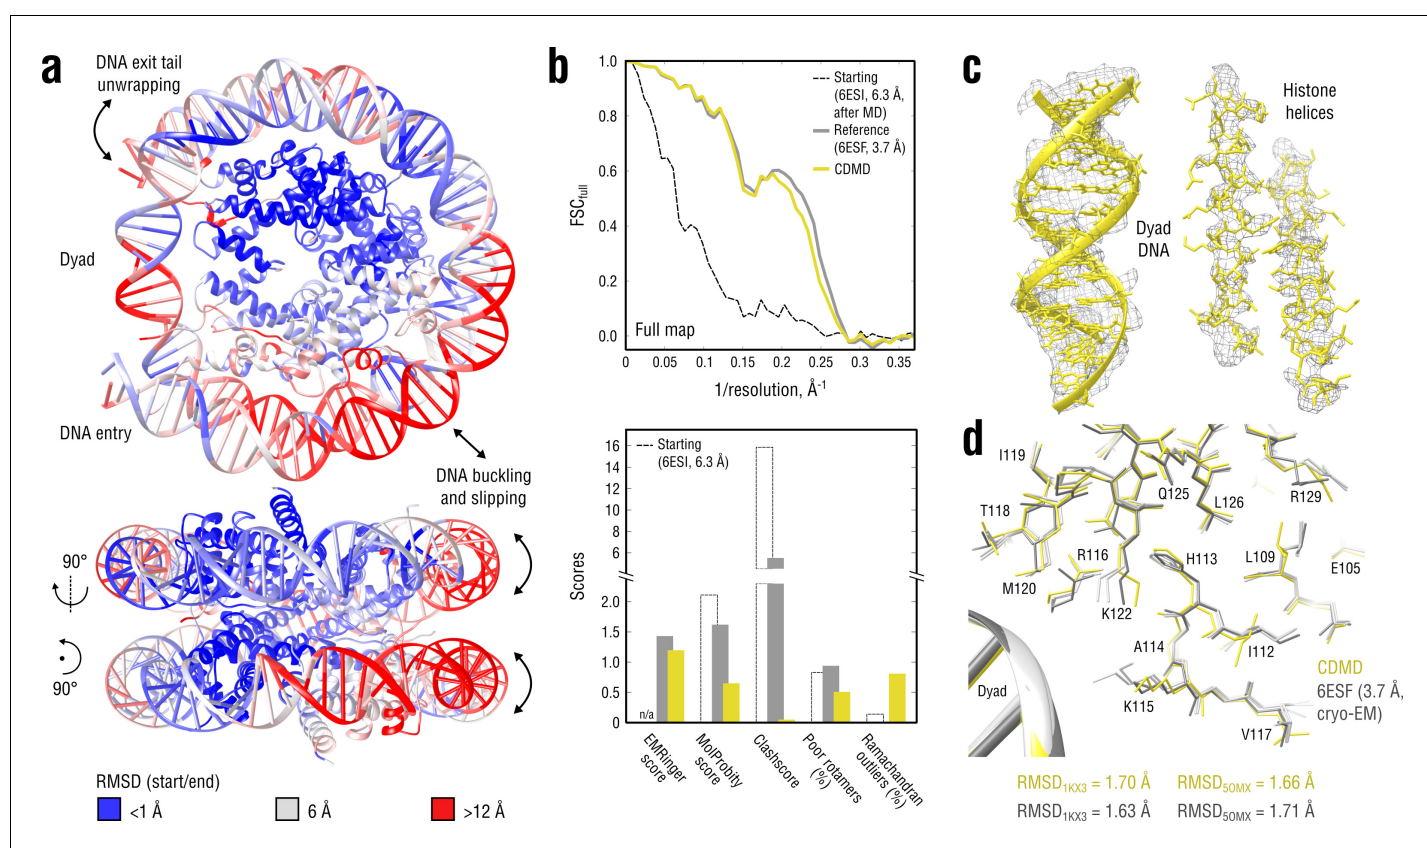 a
DNA exit tail
unwrapping
Dyad
DNA entry
DNA buckling
and slipping
90°
90°
RMSD (start/end)
<1 Å
6 Å
>12 Å
b
FSCfull
1.0
0.8
0.6
0.4
0.2
0.0
Starting
(6ESI, 6.3 Å,
after MD)
Reference
(6ESF, 3.7 Å)
CDMD
Full map
0
0.05
0.1
0.15
0.2
0.25
0.3
0.35
1/resolution, Å-1
Scores
16
14
12
10
8
6
2.0
1.5
1.0
0.5
0
Starting
(6ESI, 6.3 Å)
n/a
EMRinger
score
MolProbity
score
Clashscore
Poor rotamers
(%)
Ramachandran
outliers (%)
c
Histone
helices
Dyad
DNA
d
I119
Q125
R129
T118
L126
R116
H113
L109
E105
M120
K122
A114
I112
Dyad
K115
V117
CDMD
6ESF (3.7 Å,
cryo-EM)
RMSD1KX3 = 1.70 Å
RMSD5OMX = 1.66 Å
RMSD1KX3 = 1.63 Å
RMSD5OMX = 1.71 Å